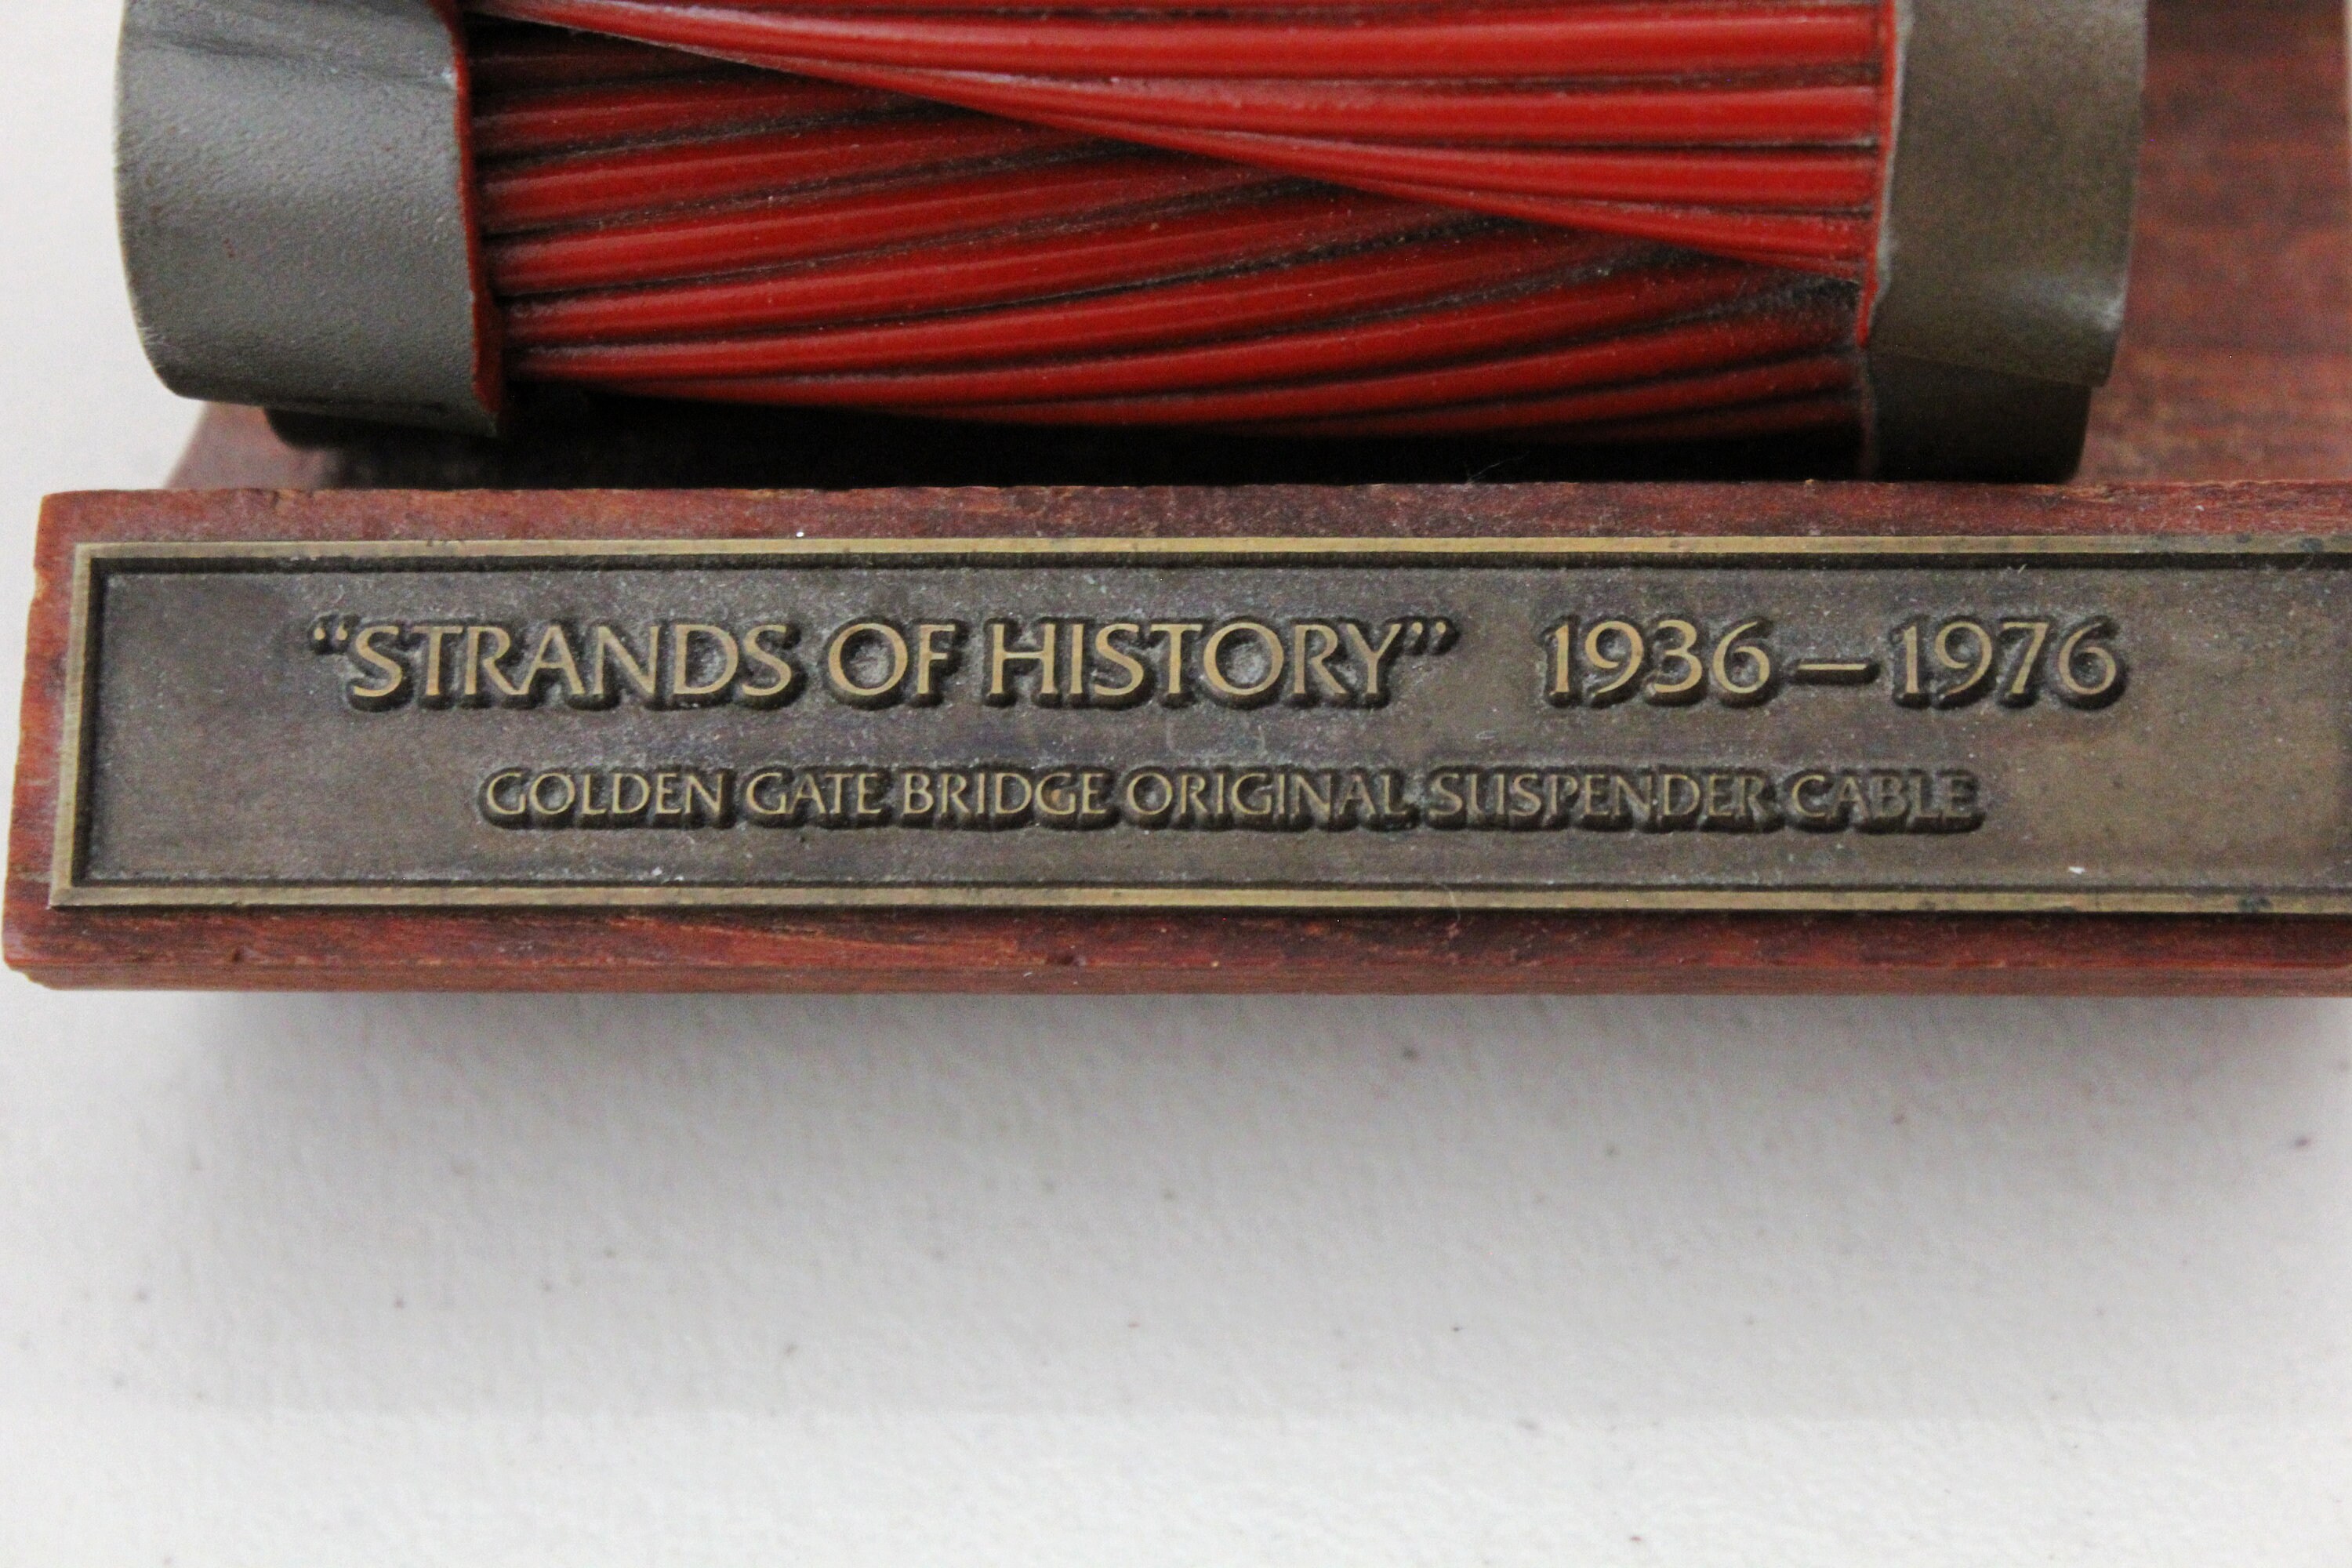 “STRANDS OF HISTORY” 1936–1976
GOLDEN GATE BRIDGE ORIGINAL SUSPENDER CABLE